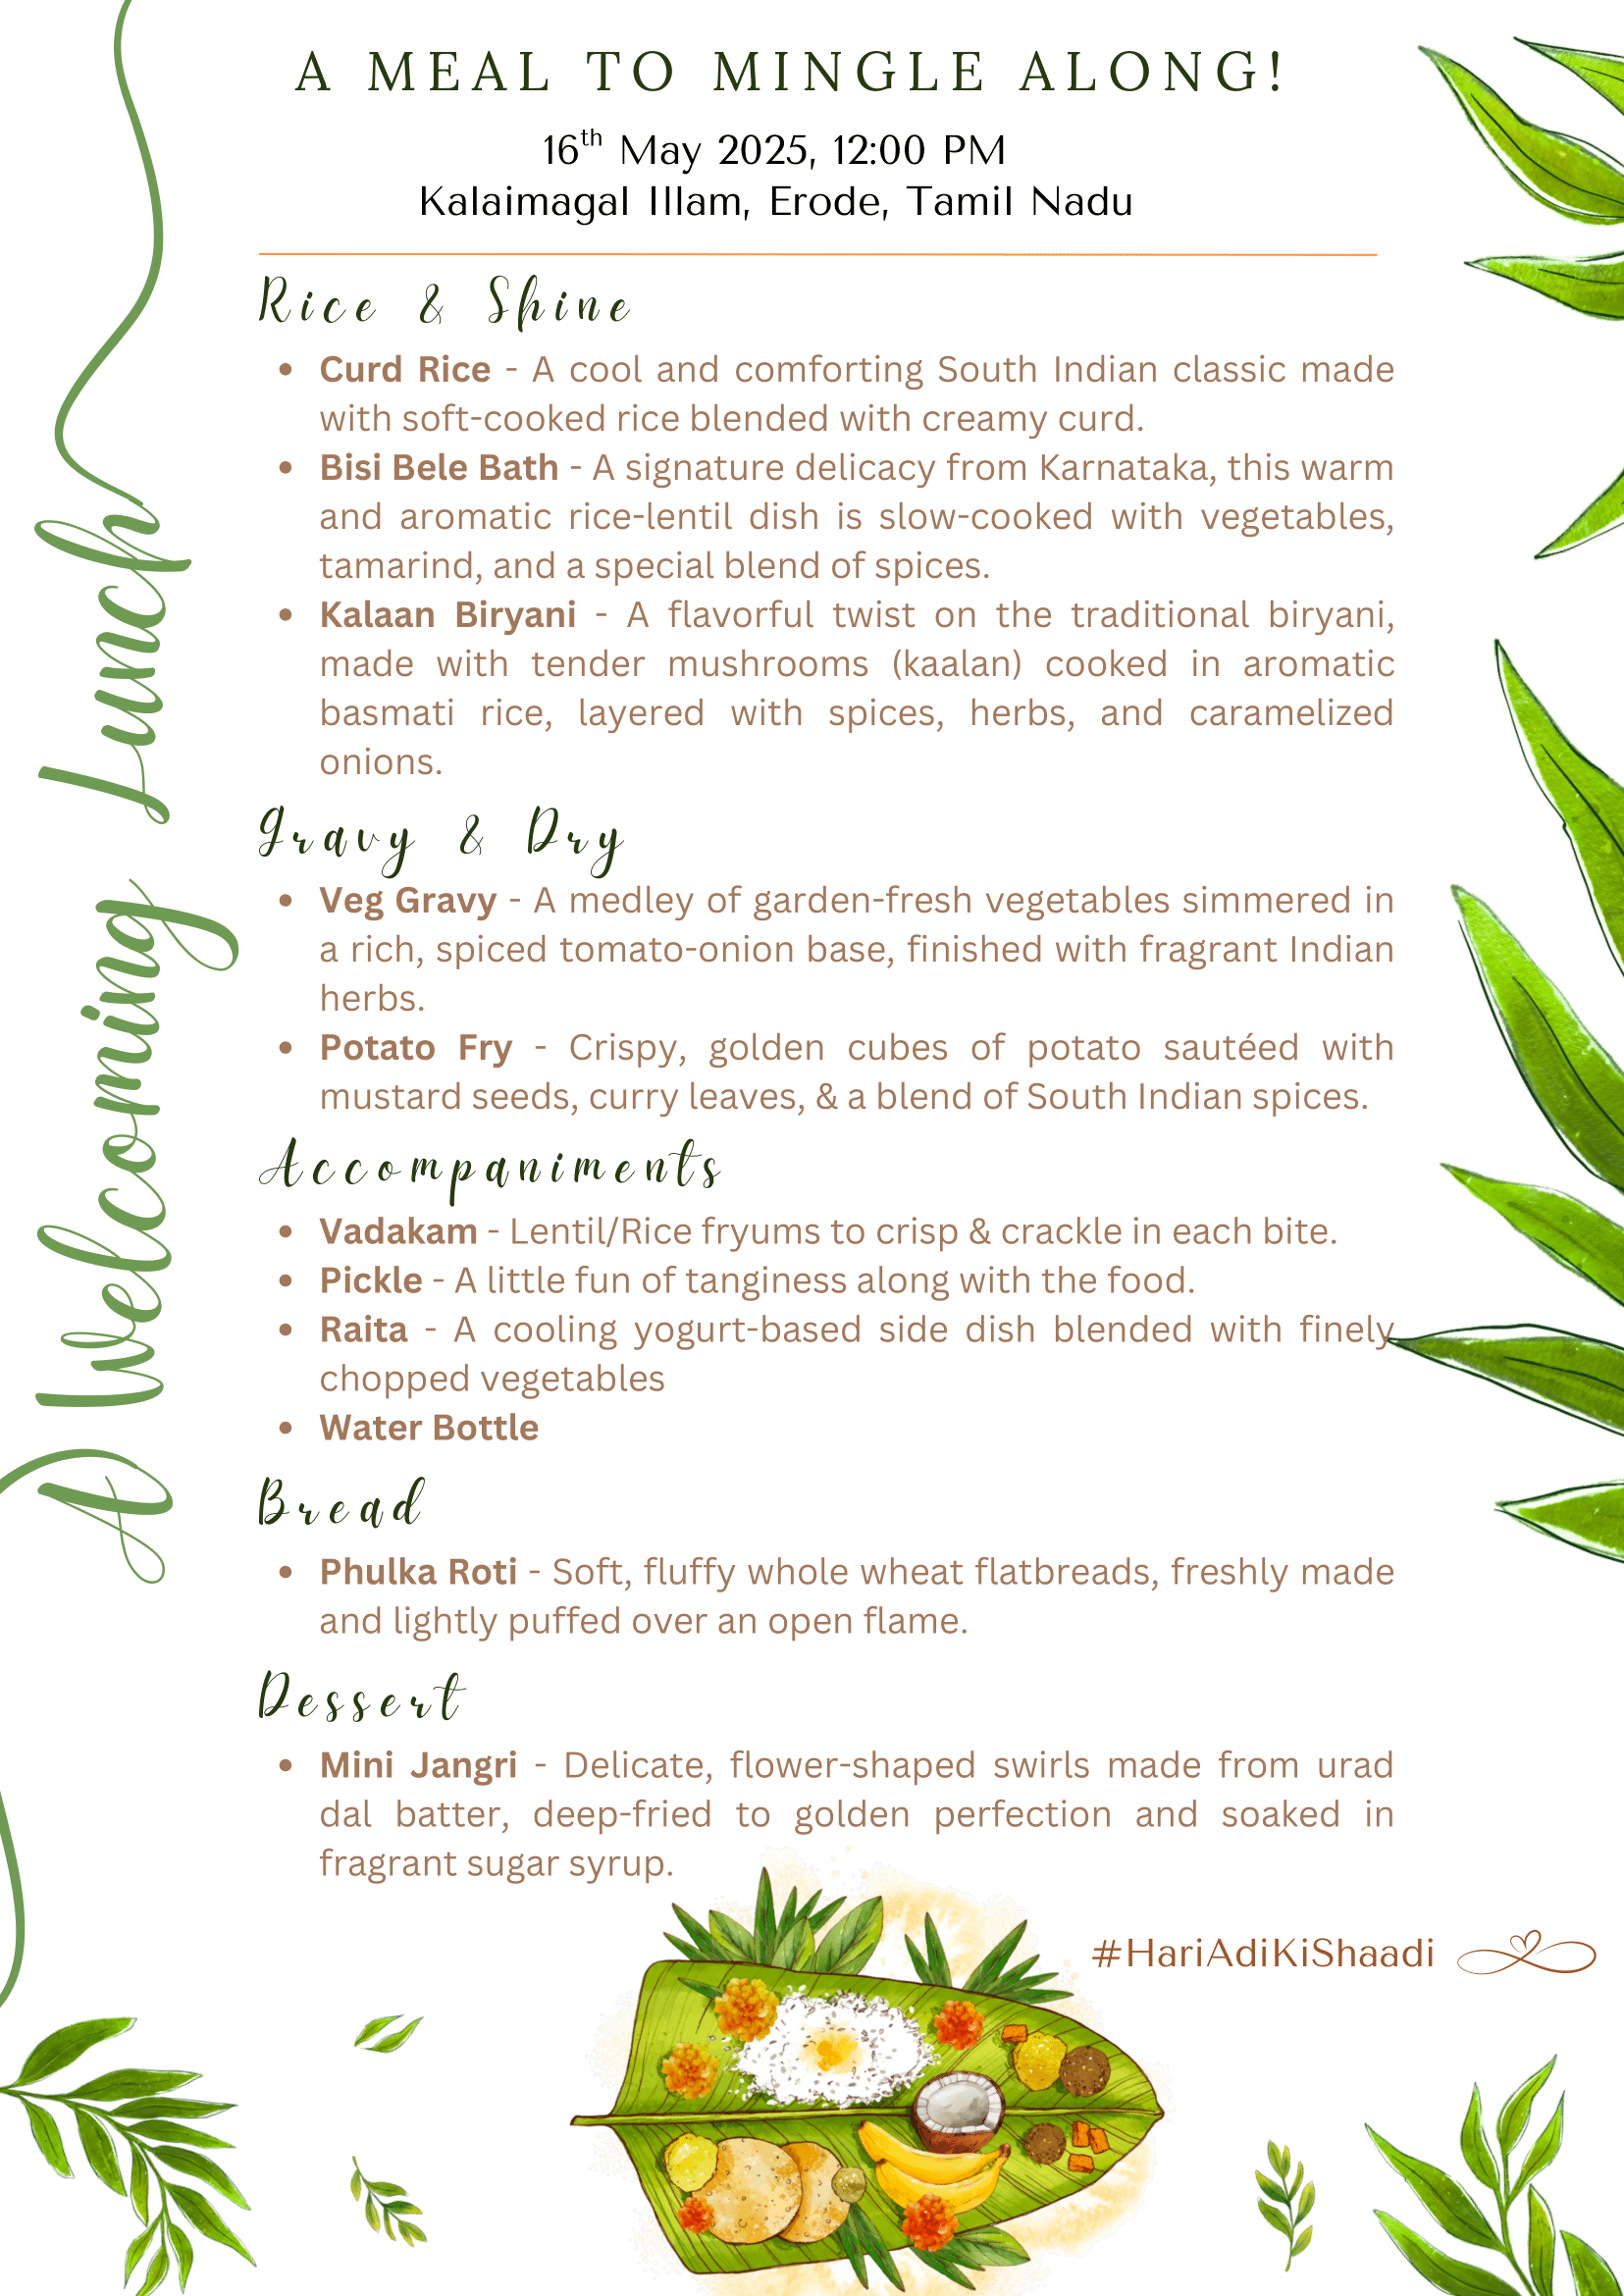 A MEAL TO MINGLE ALONG!
16th May 2025, 12:00 PM
Kalaimagal Illam, Erode, Tamil Nadu
A Welcoming Lunch
Rice & Shine
• Curd Rice - A cool and comforting South Indian classic made
with soft-cooked rice blended with creamy curd.
• Bisi Bele Bath - A signature delicacy from Karnataka, this warm
and aromatic rice-lentil dish is slow-cooked with vegetables,
tamarind, and a special blend of spices.
• Kalaan Biryani - A flavorful twist on the traditional biryani,
made with tender mushrooms (kaalan) cooked in aromatic
basmati rice, layered with spices, herbs, and caramelized
onions.
Gravy & Dry
• Veg Gravy - A medley of garden-fresh vegetables simmered in
a rich, spiced tomato-onion base, finished with fragrant Indian
herbs.
• Potato Fry - Crispy, golden cubes of potato sautéed with
mustard seeds, curry leaves, & a blend of South Indian spices.
Accompaniments
• Vadakam - Lentil/Rice fryums to crisp & crackle in each bite.
• Pickle - A little fun of tanginess along with the food.
• Raita - A cooling yogurt-based side dish blended with finely
chopped vegetables
• Water Bottle
Bread
• Phulka Roti - Soft, fluffy whole wheat flatbreads, freshly made
and lightly puffed over an open flame.
Dessert
• Mini Jangri - Delicate, flower-shaped swirls made from urad
dal batter, deep-fried to golden perfection and soaked in
fragrant sugar syrup.
#HariAdiKiShaadi